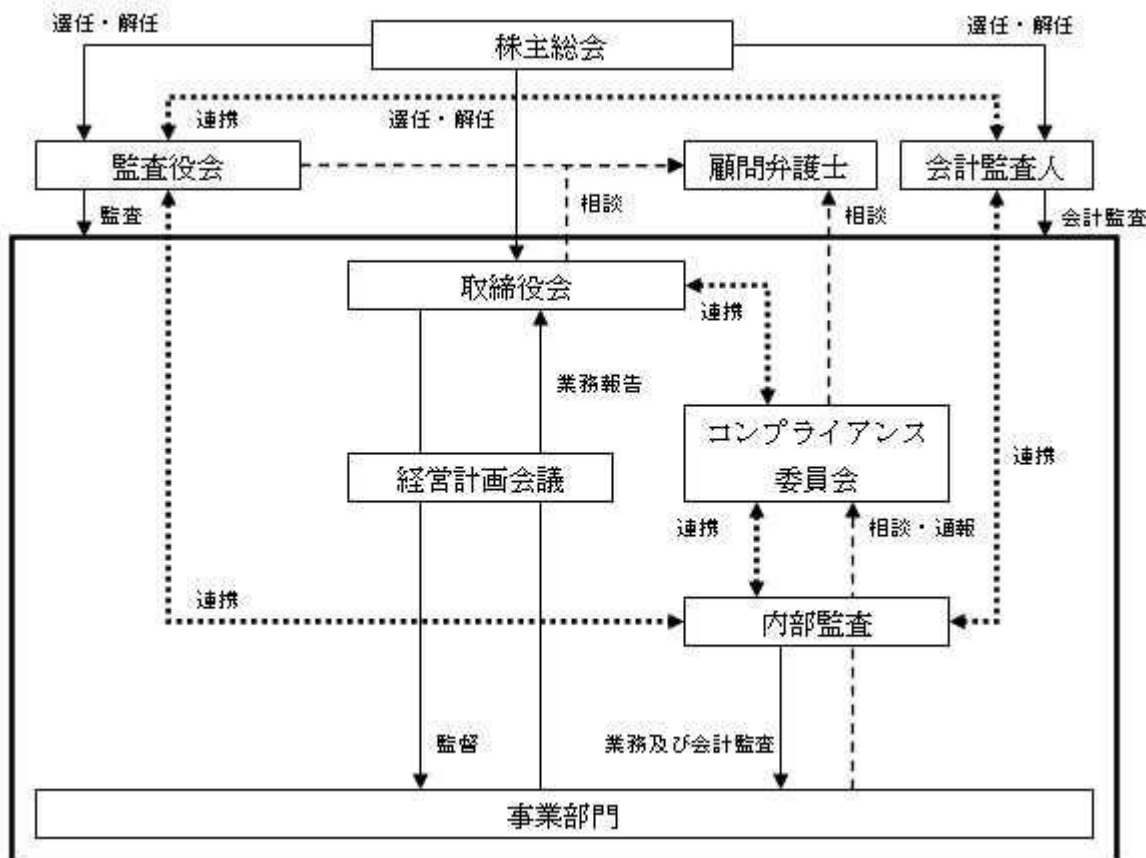 選任・解任
株主総会
選任・解任
連携
選任・解任
監査役会
顧問弁護士
会計監査人
監査
相談
相談
会計監査
取締役会
連携
業務報告
コンプライアンス
委員会
経営計画会議
連携
連携
相談・通報
連携
内部監査
監督
業務及び会計監査
事業部門